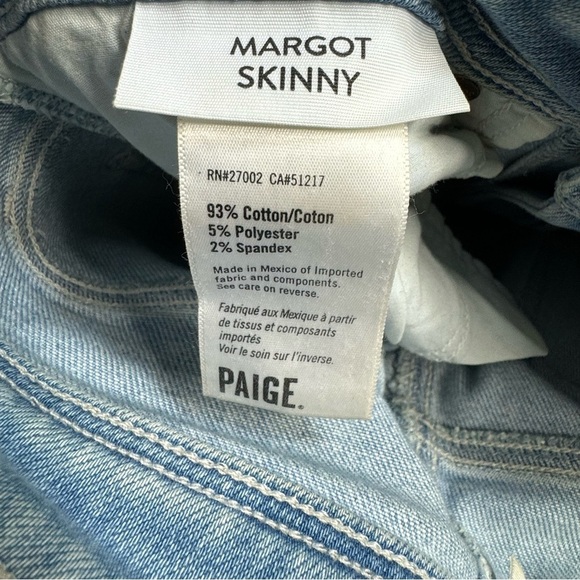 MARGOT
SKINNY
RN#27002 CA#51217
93% Cotton/Coton
5% Polyester
2% Spandex
Made in Mexico of Imported
fabric and components.
See care on reverse.
Fabriqué aux Mexique à partir
de tissus et composants
importés
Voir le soin sur l'inverse.
PAIGE®